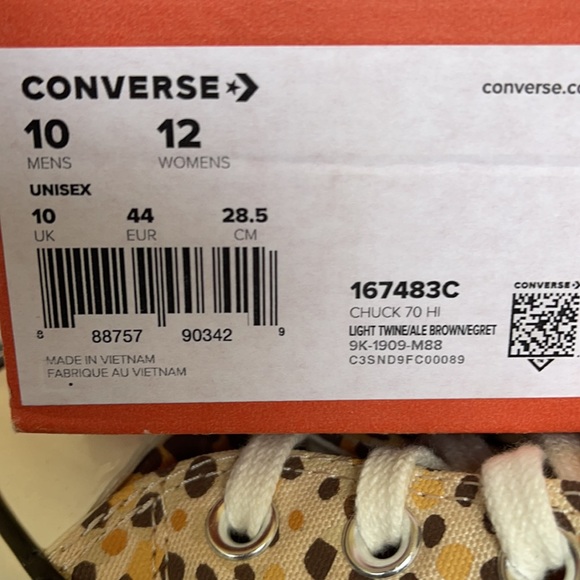 CONVERSE
converse.co
10 12
MENS WOMENS
UNISEX
10 44 28.5
UK EUR CM
8 88757 90342 9
MADE IN VIETNAM
FABRIQUE AU VIETNAM
CONVERSE
167483C
CHUCK 70 HI
LIGHT TWINE/ALE BROWN/EGRET
9K-1909-M88
C3SND9FC00089